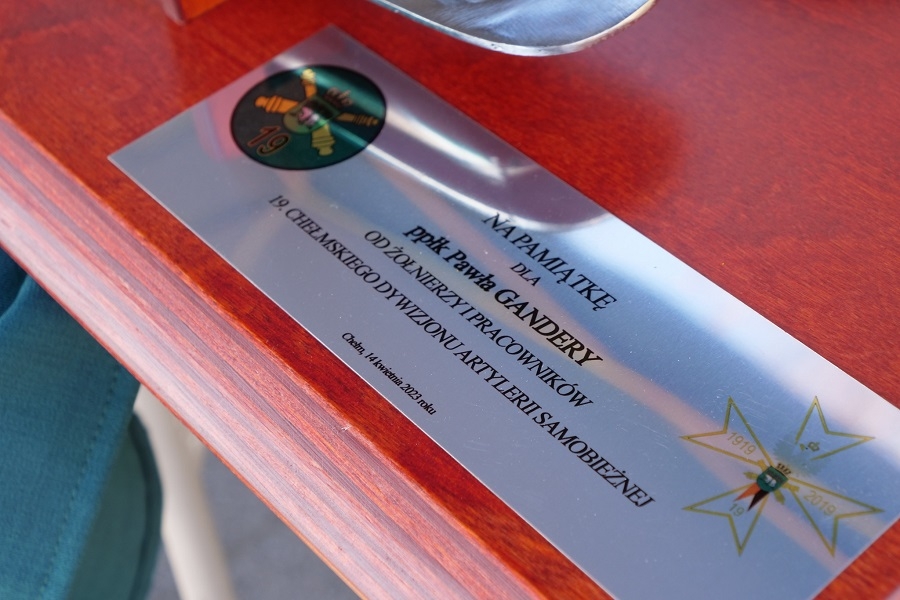 19
NA PAMIĄTKĘ
DLA
ppłk Pawła GANDERY
OD ŻOŁNIERZY I PRACOWNIKÓW
19. CHEŁMSKIEGO DYWIZJONU ARTYLERII SAMOBIEŻNEJ
Chełm, 14 kwietnia 2023 roku
1919
19
2019